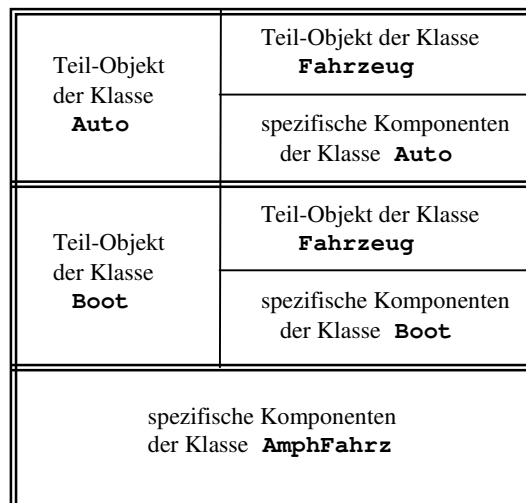 Teil-Objekt
der Klasse
Auto
Teil-Objekt der Klasse
Fahrzeug
spezifische Komponenten
der Klasse Auto
Teil-Objekt
der Klasse
Boot
Teil-Objekt der Klasse
Fahrzeug
spezifische Komponenten
der Klasse Boot
spezifische Komponenten
der Klasse AmphFahrz